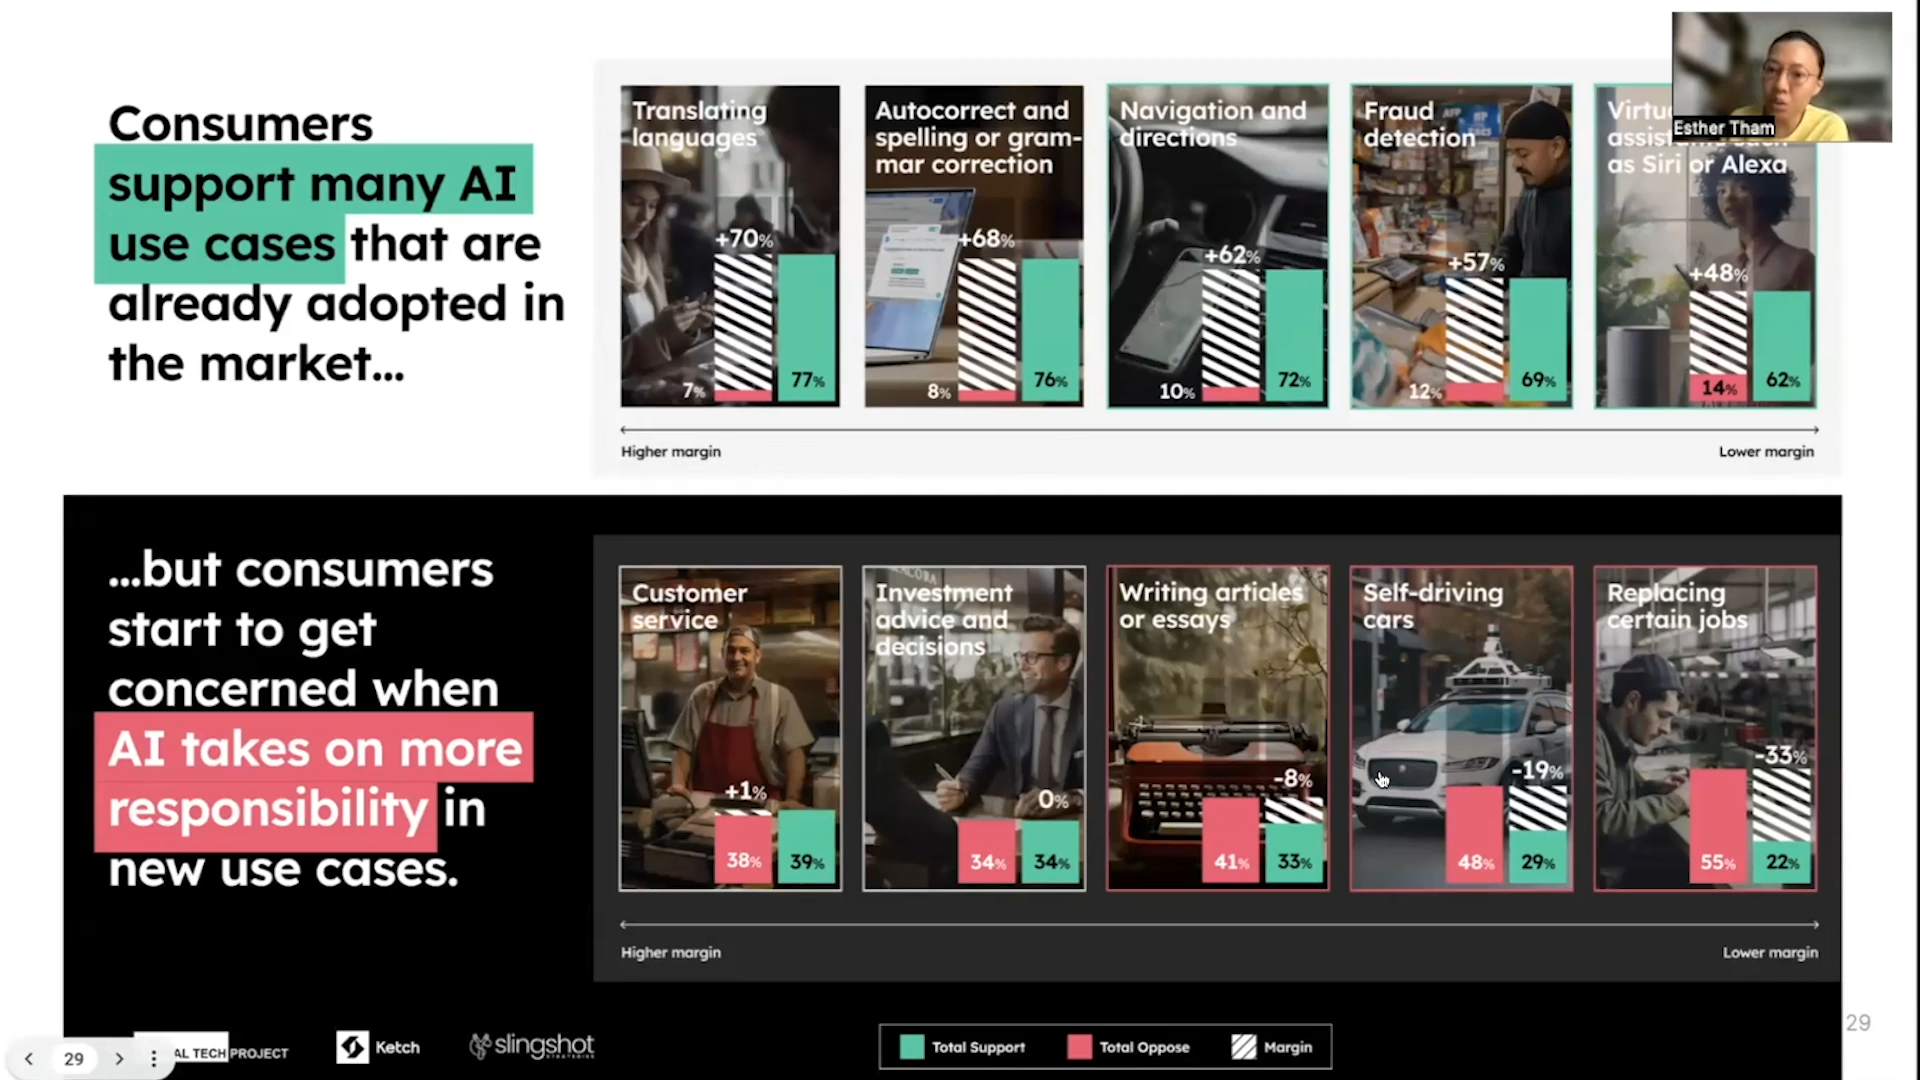 Consumers
support many AI
use cases that are
already adopted in
the market...
Translating
languages
+70%
7%
77%
Autocorrect and
spelling or gram-
mar correction
+68%
8%
76%
Navigation and
directions
+62%
10%
72%
Fraud
detection
+57%
12%
69%
Esther Tham
as Siri or Alexa
+48%
14%
62%
Higher margin
Lower margin
...but consumers
start to get
concerned when
AI takes on more
responsibility in
new use cases.
Customer
service
+1%
38%
39%
Investment
advice and
decisions
0%
34%
34%
Writing articles
or essays
-8%
41%
33%
Self-driving
cars
-19%
48%
29%
Replacing
certain jobs
-33%
55%
22%
Higher margin
Lower margin
29
AL TECH PROJECT
Ketch
slingshot
STRATEGIES
Total Support
Total Oppose
Margin
29